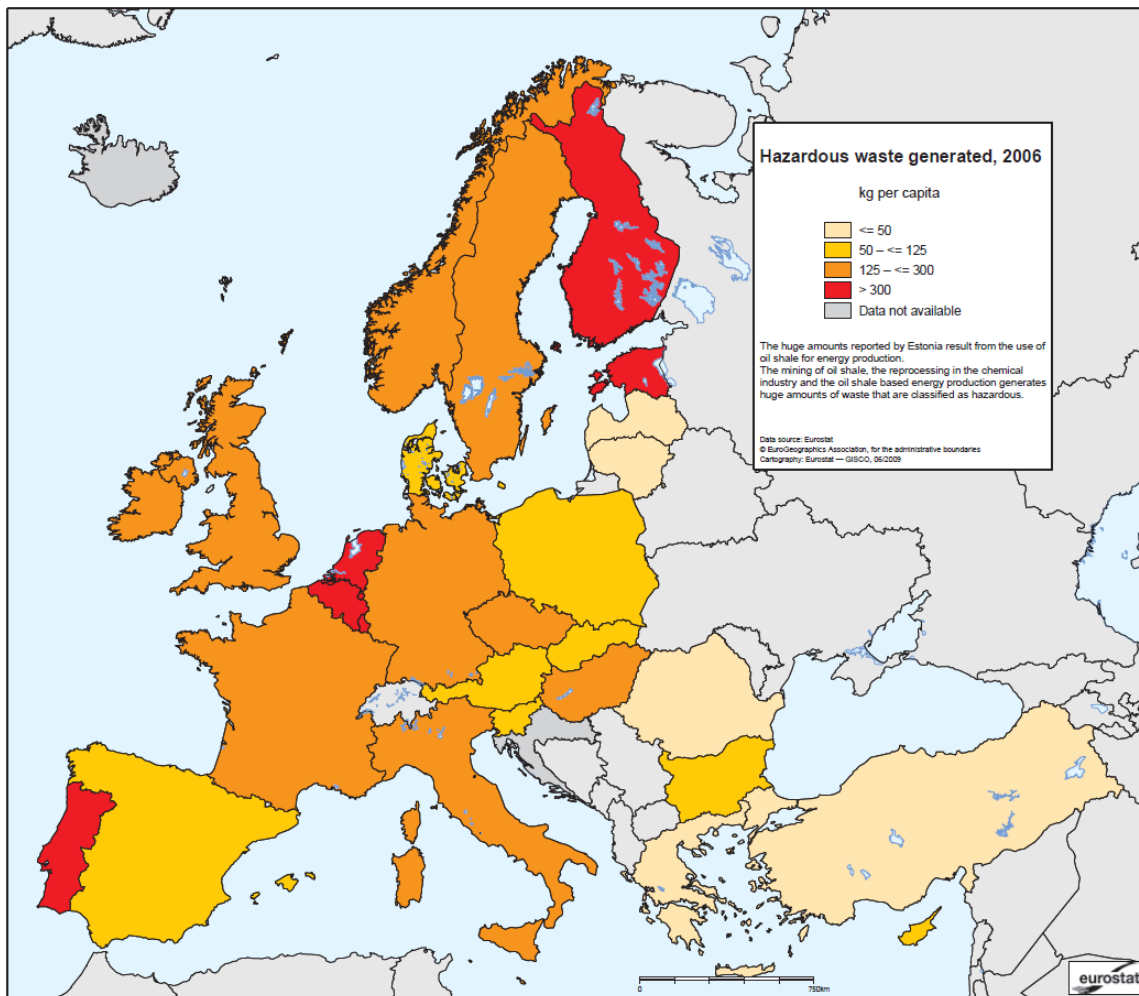 Hazardous waste generated, 2006
kg per capita
<= 50
50 – <= 125
125 – <= 300
> 300
Data not available
The huge amounts reported by Estonia result from the use of
oil shale for energy production.
The mining of oil shale, the reprocessing in the chemical
industry and the oil shale based energy production generates
huge amounts of waste that are classified as hazardous.
Data source: Eurostat
© EuroGeographics Association, for the administrative boundaries
Cartography: Eurostat — GISCO, 06/2009
0 750km
eurostat